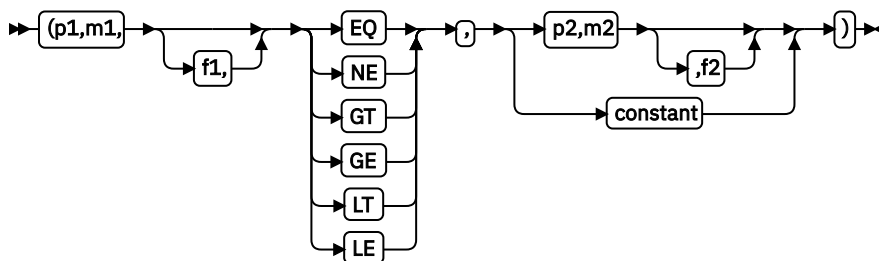 (p1,m1, EQ , p2,m2 )
f1, NE ,f2
GT constant
GE
LT
LE